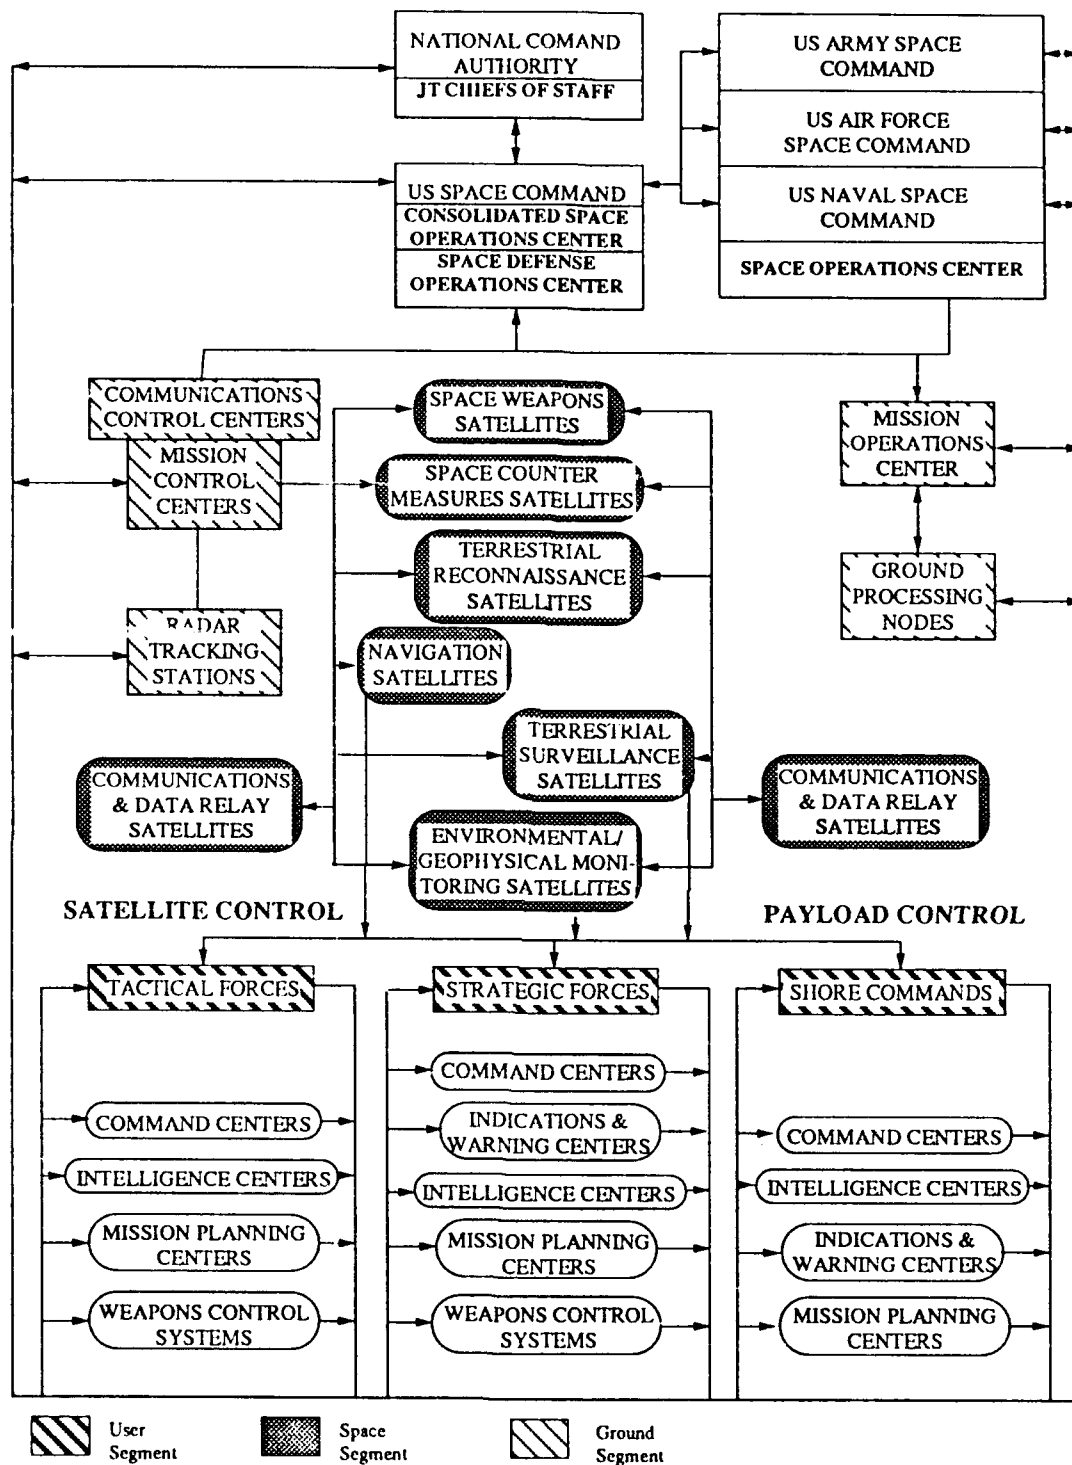 NATIONAL COMAND
AUTHORITY
JT CHIEFS OF STAFF
US ARMY SPACE
COMMAND
US AIR FORCE
SPACE COMMAND
US NAVAL SPACE
COMMAND
SPACE OPERATIONS CENTER
US SPACE COMMAND
CONSOLIDATED SPACE
OPERATIONS CENTER
SPACE DEFENSE
OPERATIONS CENTER
COMMUNICATIONS
CONTROL CENTERS
MISSION
CONTROL
CENTERS
RADAR
TRACKING
STATIONS
SPACE WEAPONS
SATELLITES
SPACE COUNTER
MEASURES SATELLITES
TERRESTRIAL
RECONNAISSANCE
SATELLITES
NAVIGATION
SATELLITES
TERRESTRIAL
SURVEILLANCE
SATELLITES
MISSION
OPERATIONS
CENTER
GROUND
PROCESSING
NODES
COMMUNICATIONS
& DATA RELAY
SATELLITES
ENVIRONMENTAL/
GEOPHYSICAL MONI-
TORING SATELLITES
COMMUNICATIONS
& DATA RELAY
SATELLITES
SATELLITE CONTROL
PAYLOAD CONTROL
TACTICAL FORCES
COMMAND CENTERS
INTELLIGENCE CENTERS
MISSION PLANNING
CENTERS
WEAPONS CONTROL
SYSTEMS
STRATEGIC FORCES
COMMAND CENTERS
INDICATIONS &
WARNING CENTERS
INTELLIGENCE CENTERS
MISSION PLANNING
CENTERS
WEAPONS CONTROL
SYSTEMS
SHORE COMMANDS
COMMAND CENTERS
INTELLIGENCE CENTERS
INDICATIONS &
WARNING CENTERS
MISSION PLANNING
CENTERS
User
Segment
Space
Segment
Ground
Segment